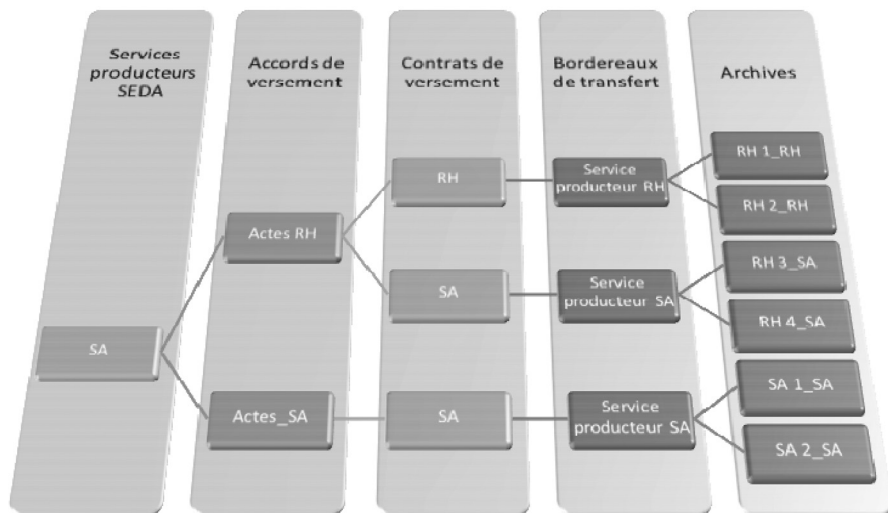 Services
producteurs
SEDA
Accords de
versement
Contrats de
versement
Bordereaux
de transfert
Archives
SA
Actes RH
Actes_SA
RH
SA
SA
Service
producteur RH
Service
producteur SA
Service
producteur SA
RH 1_RH
RH 2_RH
RH 3_SA
RH 4_SA
SA 1_SA
SA 2_SA